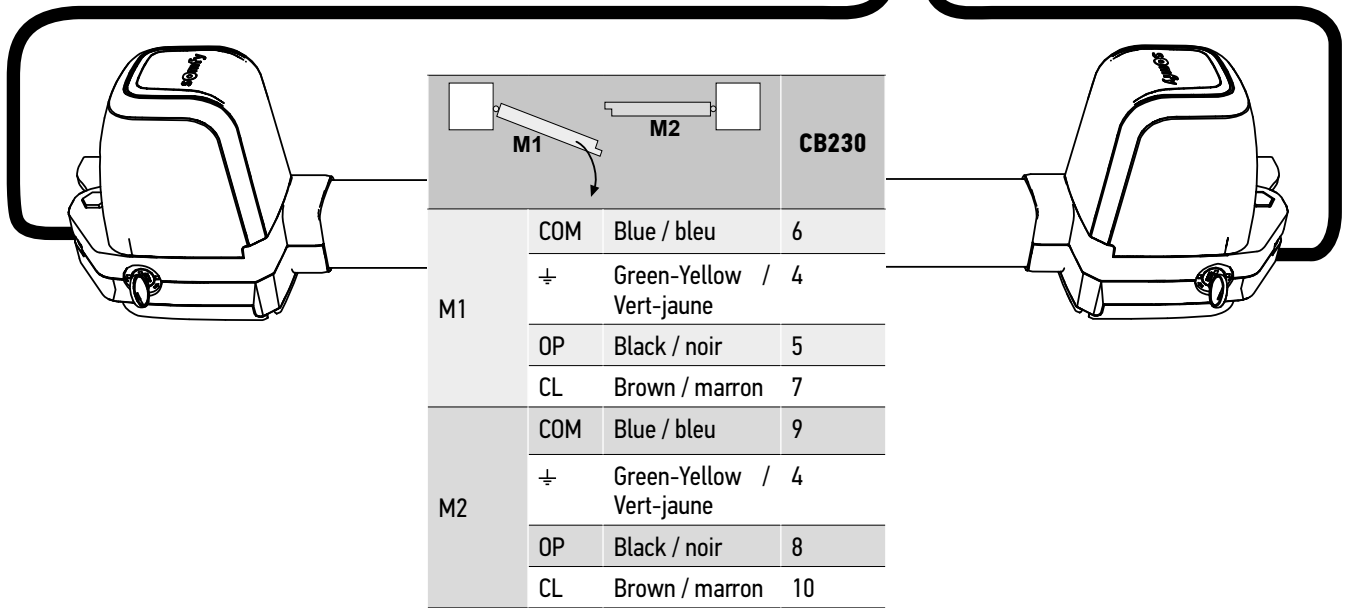 somfy
somfy
M1
M2
CB230
M1
COM Blue / bleu 6
⏚ Green-Yellow / 4
Vert-jaune
OP Black / noir 5
CL Brown / marron 7
M2
COM Blue / bleu 9
⏚ Green-Yellow / 4
Vert-jaune
OP Black / noir 8
CL Brown / marron 10